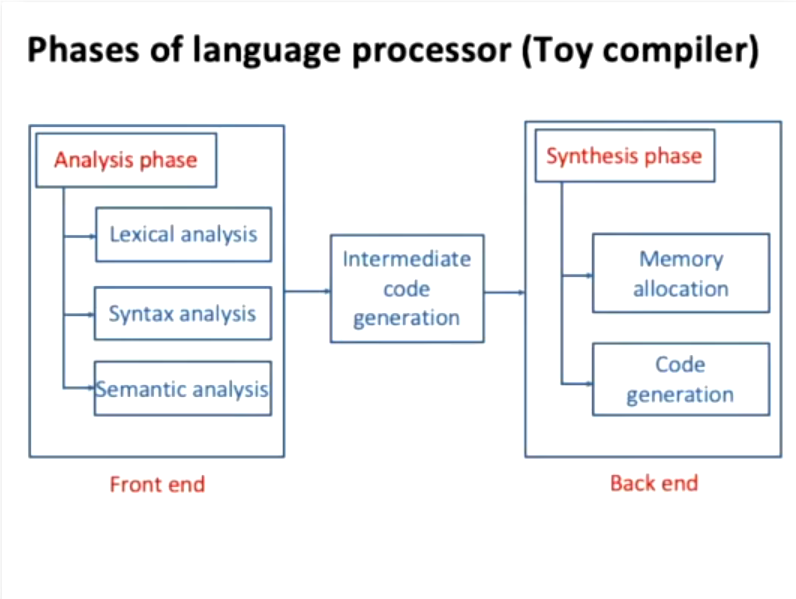 Phases of language processor (Toy compiler)
Analysis phase
Lexical analysis
Syntax analysis
Semantic analysis
Front end
Intermediate
code
generation
Synthesis phase
Memory
allocation
Code
generation
Back end